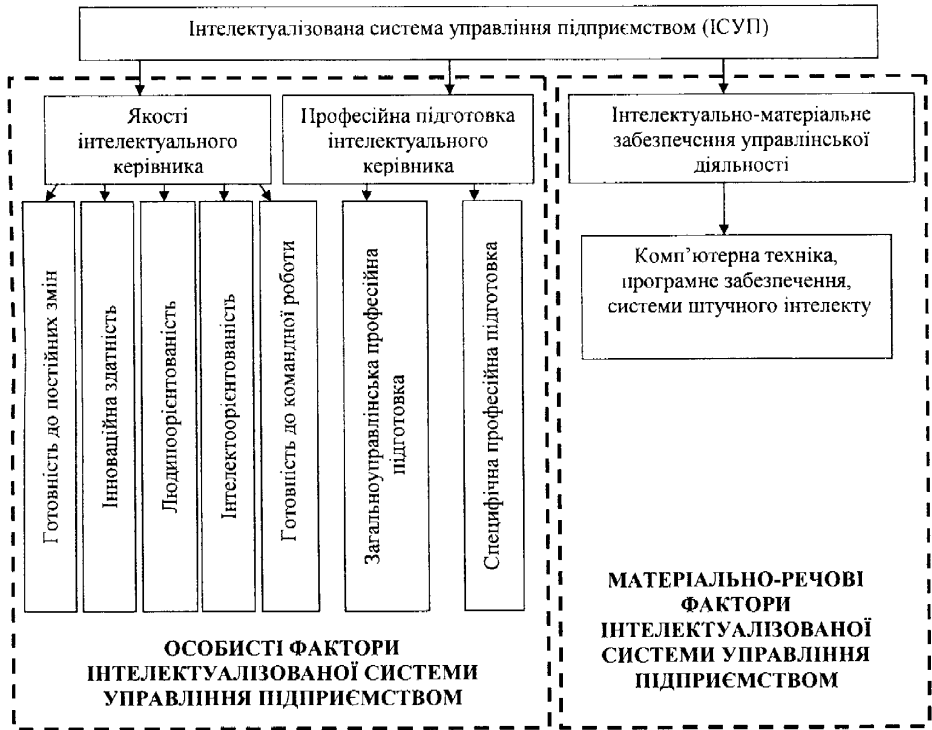 Інтелектуалізована система управління підприємством (ІСУП)
Якості
інтелектуального
керівника
Професійна підготовка
інтелектуального
керівника
Інтелектуально-матеріальне
забезпечення управлінської
діяльності
Готовність до постійних змін
Інноваційна здатність
Людиноорієнтованість
Інтелектоорієнтованість
Готовність до командної роботи
Загальноуправлінська професійна
підготовка
Специфічна професійна підготовка
Комп’ютерна техніка,
програмне забезпечення,
системи штучного інтелекту
ОСОБИСТІ ФАКТОРИ
ІНТЕЛЕКТУАЛІЗОВАНОЇ СИСТЕМИ
УПРАВЛІННЯ ПІДПРИЄМСТВОМ
МАТЕРІАЛЬНО-РЕЧОВІ
ФАКТОРИ
ІНТЕЛЕКТУАЛІЗОВАНОЇ
СИСТЕМИ УПРАВЛІННЯ
ПІДПРИЄМСТВОМ